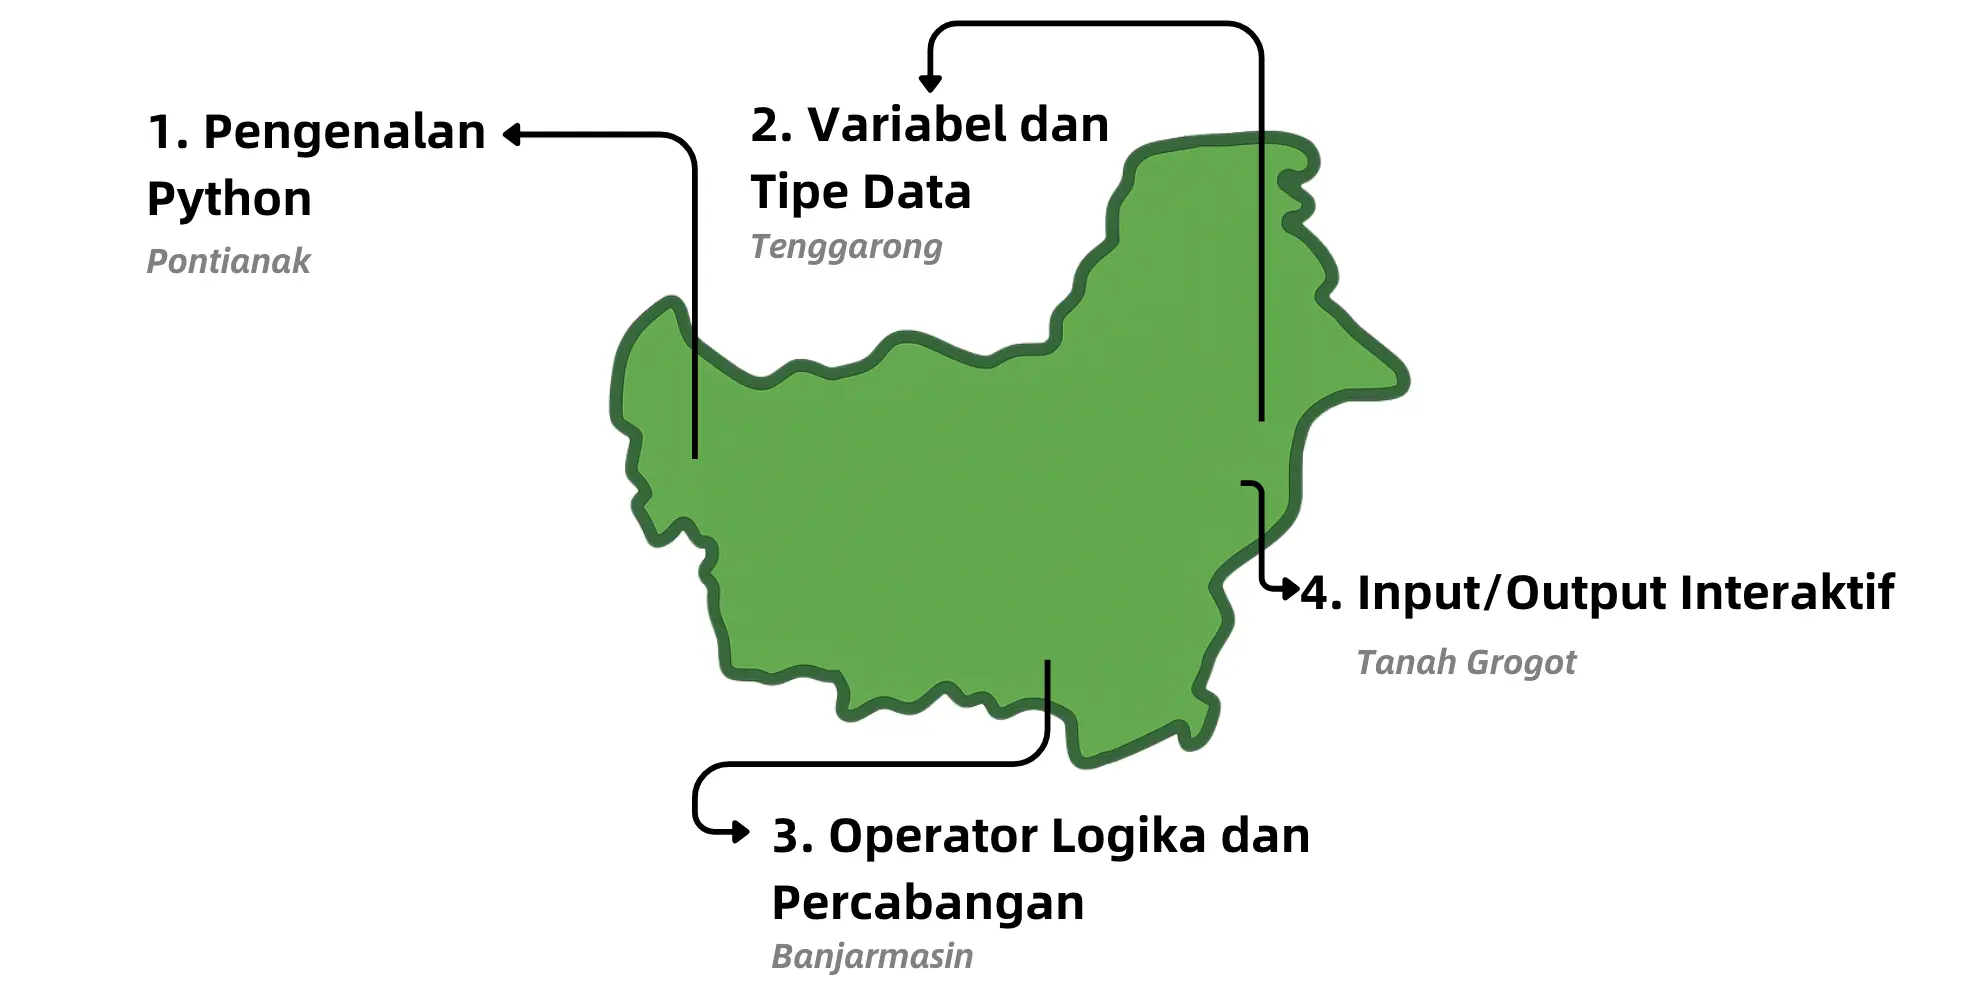 1. Pengenalan
Python
Pontianak
2. Variabel dan
Tipe Data
Tenggarong
4. Input/Output Interaktif
Tanah Grogot
3. Operator Logika dan
Percabangan
Banjarmasin